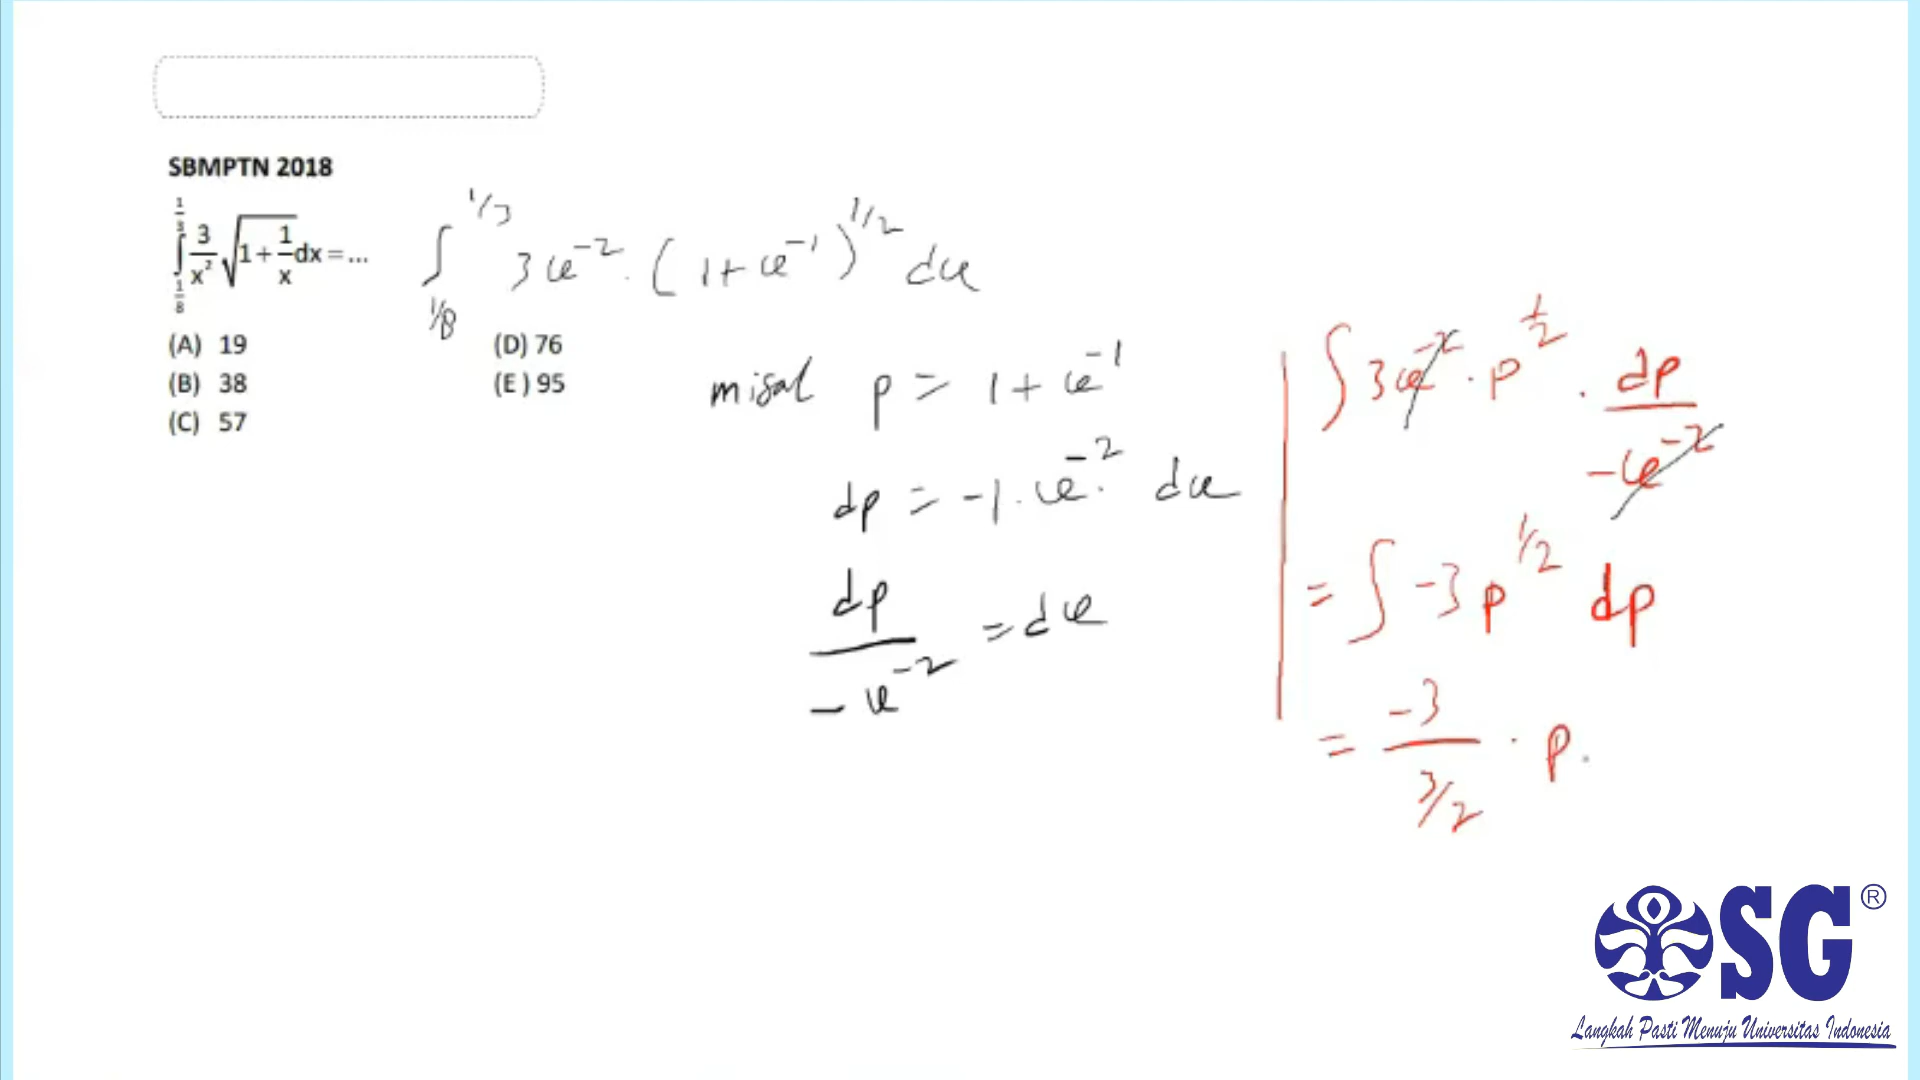 SBMPTN 2018
∫_{1/8}^{1/3} 3/x² √(1+1/x) dx = ...
(A) 19
(B) 38
(C) 57
(D) 76
(E) 95
∫_{1/8}^{1/3} 3x^{-2} . (1+x^{-1})^{1/2} dx
misal p = 1 + x^{-1}
dp = -1 . x^{-2} . dx
dp/(-x^{-2}) = dx
∫ 3x^{-2} . p^{1/2} . dp/(-x^{-2})
= ∫ -3 p^{1/2} dp
= -3/(3/2) . p.
SG®
Langkah Pasti Menuju Universitas Indonesia